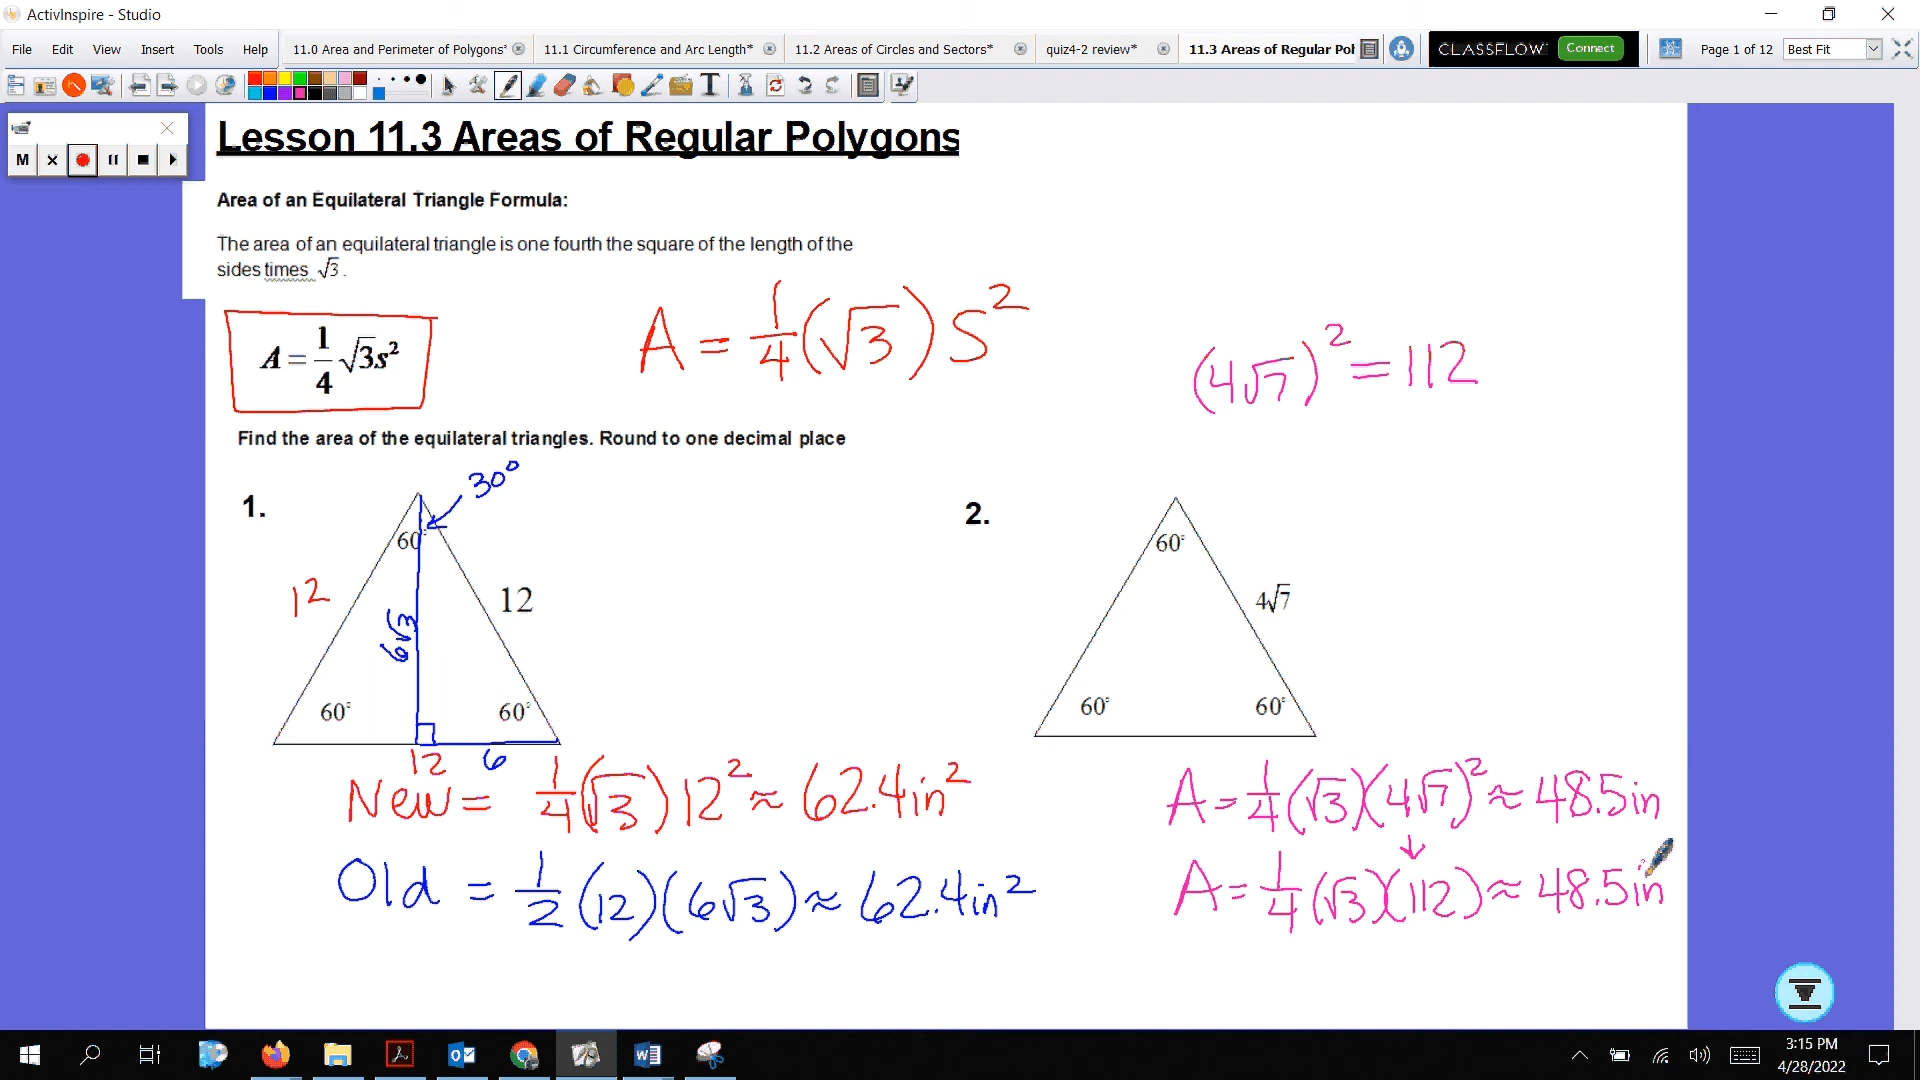 ActivInspire - Studio
File Edit View Insert Tools Help
11.0 Area and Perimeter of Polygons* 11.1 Circumference and Arc Length* 11.2 Areas of Circles and Sectors* quiz4-2 review* 11.3 Areas of Regular Pol
CLASSFLOW Connect
Page 1 of 12 Best Fit
M
Lesson 11.3 Areas of Regular Polygons
Area of an Equilateral Triangle Formula:
The area of an equilateral triangle is one fourth the square of the length of the
sides times √3 .
A = 1/4 √3s²
A = 1/4 (√3) S²
(4√7)² = 112
Find the area of the equilateral triangles. Round to one decimal place
1.
30°
60°
12
12
6√3
60°
60°
12
6
2.
60°
4√7
60°
60°
New = 1/4 (√3) 12² ≈ 62.4in²
Old = 1/2 (12)(6√3) ≈ 62.4in²
A = 1/4 (√3)(4√7)² ≈ 48.5in
A = 1/4 (√3)(112) ≈ 48.5in
3:15 PM
4/28/2022